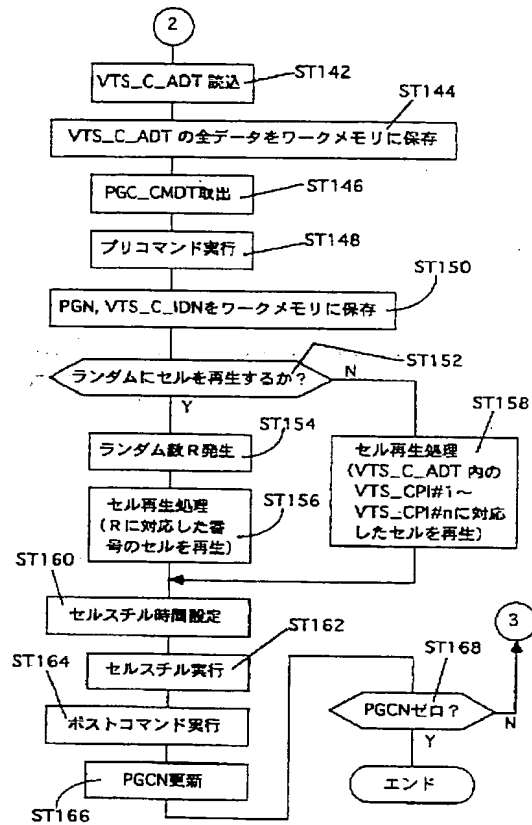 2
VTS_C_ADT 読込
ST142
ST144
VTS_C_ADT の全データをワークメモリに保存
PGC_CMDT取出
ST146
プリコマンド実行
ST148
ST150
PGN, VTS_C_IDNをワークメモリに保存
ST152
ランダムにセルを再生するか?
N
Y
ST158
ST154
ランダム数R発生
セル再生処理
(VTS_C_ADT 内の
VTS_CPI#1〜
VTS_CPI#nに対応
したセルを再生)
セル再生処理
(Rに対応した番
号のセルを再生)
ST156
ST160
セルスチル時間設定
3
ST162
セルスチル実行
ST168
ST164
PGCNゼロ?
N
ポストコマンド実行
Y
PGCN更新
エンド
ST166